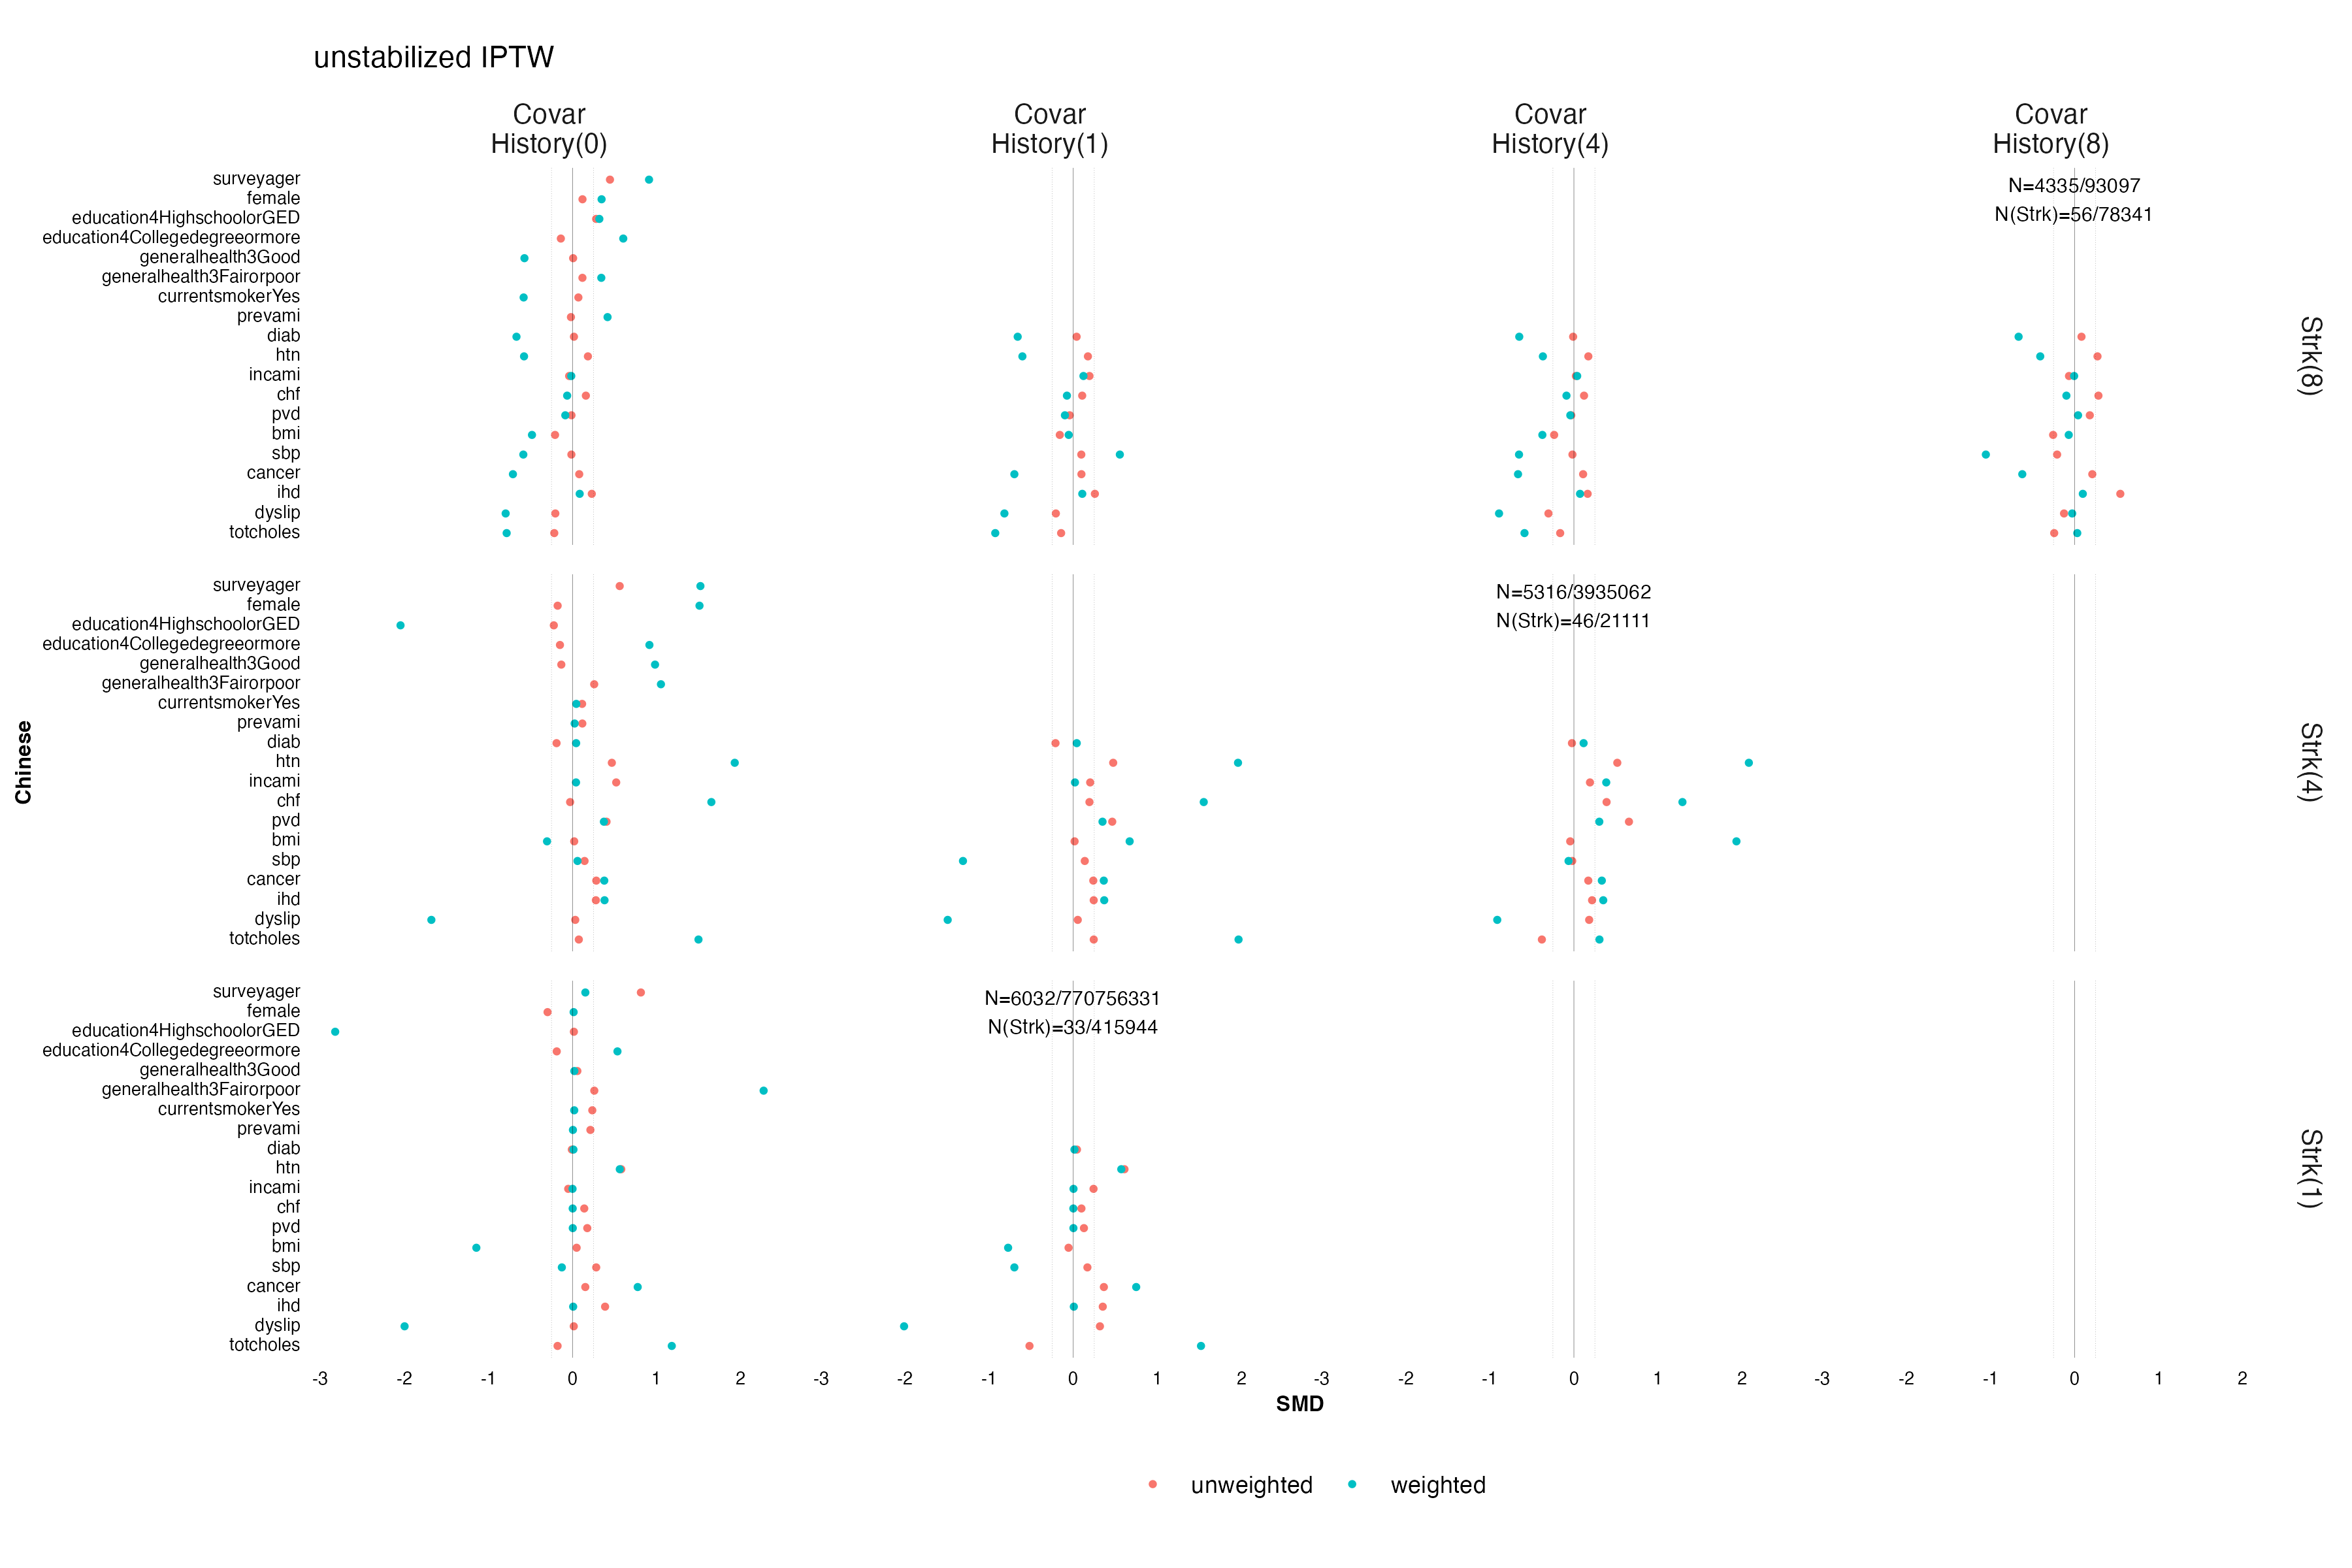 unstabilized IPTW
Covar
History(0)
Covar
History(1)
Covar
History(4)
Covar
History(8)
surveyager
female
education4HighschoolorGED
education4Collegedegreeormore
generalhealth3Good
generalhealth3Fairorpoor
currentsmokerYes
prevami
diab
htn
incami
chf
pvd
bmi
sbp
cancer
ihd
dyslip
totcholes
N=4335/93097
N(Strk)=56/78341
Strk(8)
Chinese
surveyager
female
education4HighschoolorGED
education4Collegedegreeormore
generalhealth3Good
generalhealth3Fairorpoor
currentsmokerYes
prevami
diab
htn
incami
chf
pvd
bmi
sbp
cancer
ihd
dyslip
totcholes
N=5316/3935062
N(Strk)=46/21111
Strk(4)
surveyager
female
education4HighschoolorGED
education4Collegedegreeormore
generalhealth3Good
generalhealth3Fairorpoor
currentsmokerYes
prevami
diab
htn
incami
chf
pvd
bmi
sbp
cancer
ihd
dyslip
totcholes
N=6032/770756331
N(Strk)=33/415944
Strk(1)
-3 -2 -1 0 1 2 -3 -2 -1 0 1 2 -3 -2 -1 0 1 2 -3 -2 -1 0 1 2
SMD
unweighted weighted